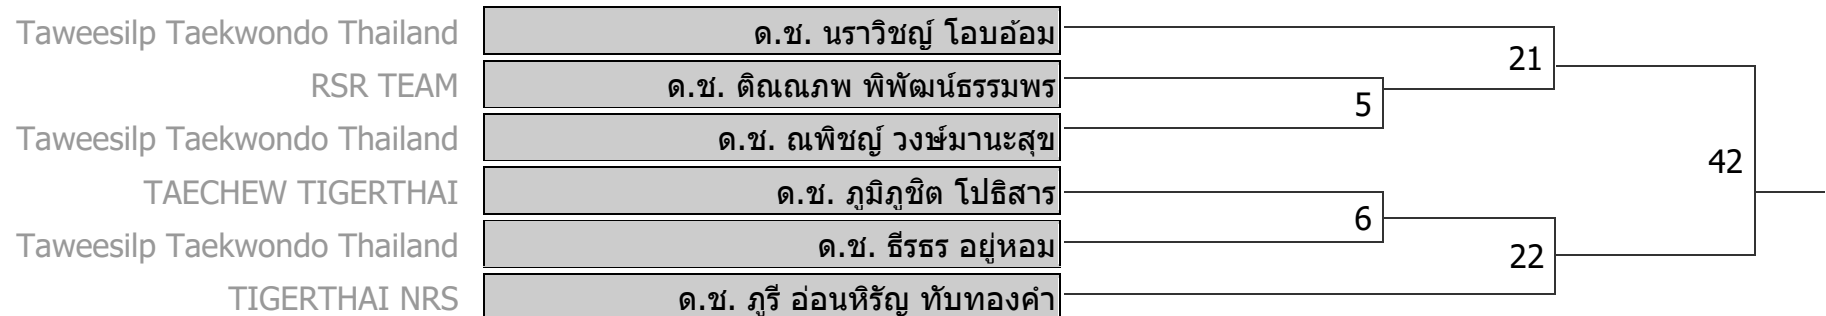 Taweesilp Taekwondo Thailand ด.ช. นราวิชญ์ โอบอ้อม
21
RSR TEAM ด.ช. ติณณภพ พิพัฒน์ธรรมพร
5
Taweesilp Taekwondo Thailand ด.ช. ณพิชญ์ วงษ์มานะสุข
42
TAECHEW TIGERTHAI ด.ช. ภูมิภูชิต โปธิสาร
6
Taweesilp Taekwondo Thailand ด.ช. ธีรธร อยู่หอม
22
TIGERTHAI NRS ด.ช. ภูรี อ่อนหิรัญ ทับทองคำ